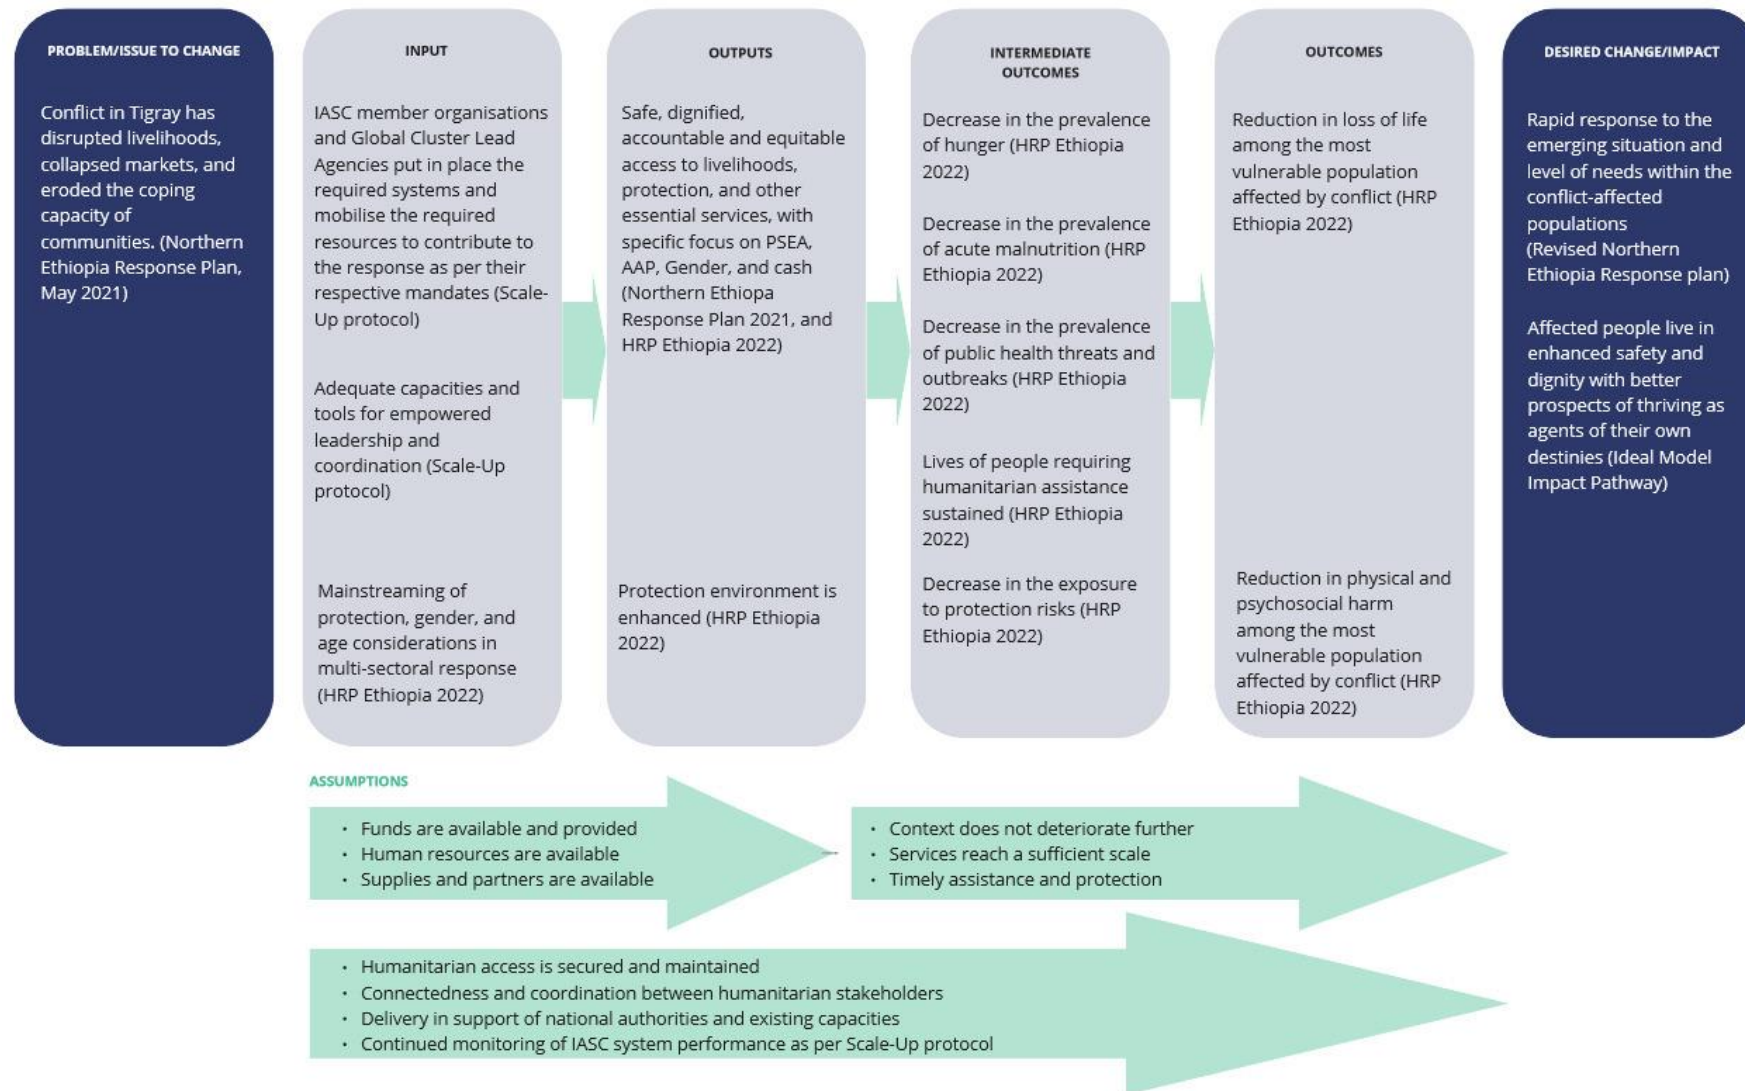 PROBLEM/ISSUE TO CHANGE
Conflict in Tigray has
disrupted livelihoods,
collapsed markets, and
eroded the coping
capacity of
communities. (Northern
Ethiopia Response Plan,
May 2021)
INPUT
IASC member organisations
and Global Cluster Lead
Agencies put in place the
required systems and
mobilise the required
resources to contribute to
the response as per their
respective mandates (Scale-
Up protocol)
Adequate capacities and
tools for empowered
leadership and
coordination (Scale-Up
protocol)
Mainstreaming of
protection, gender, and
age considerations in
multi-sectoral response
(HRP Ethiopia 2022)
OUTPUTS
Safe, dignified,
accountable and equitable
access to livelihoods,
protection, and other
essential services, with
specific focus on PSEA,
AAP, Gender, and cash
(Northern Ethiopa
Response Plan 2021, and
HRP Ethiopia 2022)
Protection environment is
enhanced (HRP Ethiopia
2022)
INTERMEDIATE
OUTCOMES
Decrease in the prevalence
of hunger (HRP Ethiopia
2022)
Decrease in the prevalence
of acute malnutrition (HRP
Ethiopia 2022)
Decrease in the prevalence
of public health threats and
outbreaks (HRP Ethiopia
2022)
Lives of people requiring
humanitarian assistance
sustained (HRP Ethiopia
2022)
Decrease in the exposure
to protection risks (HRP
Ethiopia 2022)
OUTCOMES
Reduction in loss of life
among the most
vulnerable population
affected by conflict (HRP
Ethiopia 2022)
Reduction in physical and
psychosocial harm
among the most
vulnerable population
affected by conflict (HRP
Ethiopia 2022)
DESIRED CHANGE/IMPACT
Rapid response to the
emerging situation and
level of needs within the
conflict-affected
populations
(Revised Northern
Ethiopia Response plan)
Affected people live in
enhanced safety and
dignity with better
prospects of thriving as
agents of their own
destinies (Ideal Model
Impact Pathway)
ASSUMPTIONS
• Funds are available and provided
• Human resources are available
• Supplies and partners are available
• Context does not deteriorate further
• Services reach a sufficient scale
• Timely assistance and protection
• Humanitarian access is secured and maintained
• Connectedness and coordination between humanitarian stakeholders
• Delivery in support of national authorities and existing capacities
• Continued monitoring of IASC system performance as per Scale-Up protocol